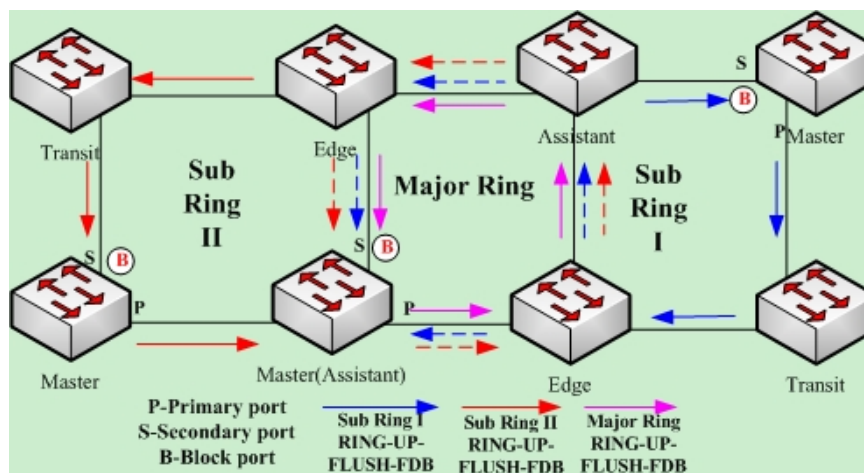 S
B
Transit
Edge
Assistant
P
Master
Sub
Ring
II
Major Ring
Sub
Ring
I
S
B
S
B
P
P
Master
Master(Assistant)
Edge
Transit
P-Primary port
S-Secondary port
B-Block port
Sub Ring I
RING-UP-
FLUSH-FDB
Sub Ring II
RING-UP-
FLUSH-FDB
Major Ring
RING-UP-
FLUSH-FDB